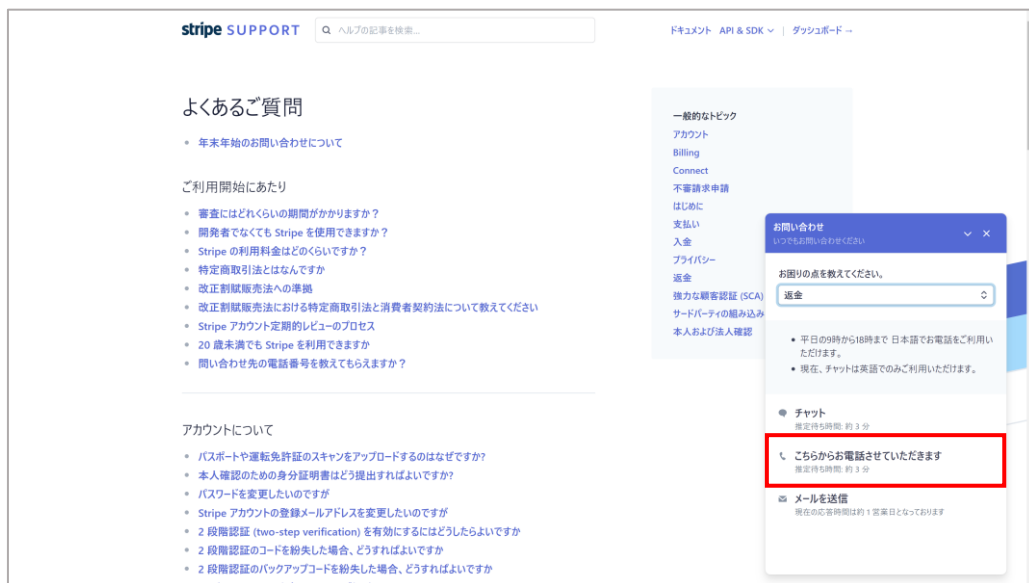 stripe SUPPORT
ヘルプの記事を検索...
ドキュメント API & SDK | ダッシュボード →
よくあるご質問
年末年始のお問い合わせについて
ご利用開始にあたり
審査にはどれくらいの期間がかかりますか？
開発者でなくても Stripe を使用できますか？
Stripe の利用料金はどのくらいですか？
特定商取引法とはなんですか
改正割賦販売法への準拠
改正割賦販売法における特定商取引法と消費者契約法について教えてください
Stripe アカウント定期的レビューのプロセス
20 歳未満でも Stripe を利用できますか
問い合わせ先の電話番号を教えてもらえますか？
アカウントについて
パスポートや運転免許証のスキャンをアップロードするのはなぜですか?
本人確認のための身分証明書はどう提出すればよいですか?
パスワードを変更したいのですが
Stripe アカウントの登録メールアドレスを変更したいのですが
2 段階認証 (two-step verification) を有効にするにはどうしたらよいですか
2 段階認証のコードを紛失した場合、どうすればよいですか
2 段階認証のバックアップコードを紛失した場合、どうすればよいですか
一般的なトピック
アカウント
Billing
Connect
不審請求申請
はじめに
支払い
入金
プライバシー
返金
強力な顧客認証 (SCA)
サードパーティの組み込み
本人および法人確認
お問い合わせ
いつでもお問い合わせください
お困りの点を教えてください。
返金
平日の9時から18時まで 日本語でお電話をご利用い
ただけます。
現在、チャットは英語でのみご利用いただけます。
チャット
推定待ち時間: 約 3 分
こちらからお電話させていただきます
推定待ち時間: 約 3 分
メールを送信
現在の応答時間は約 1 営業日となっております